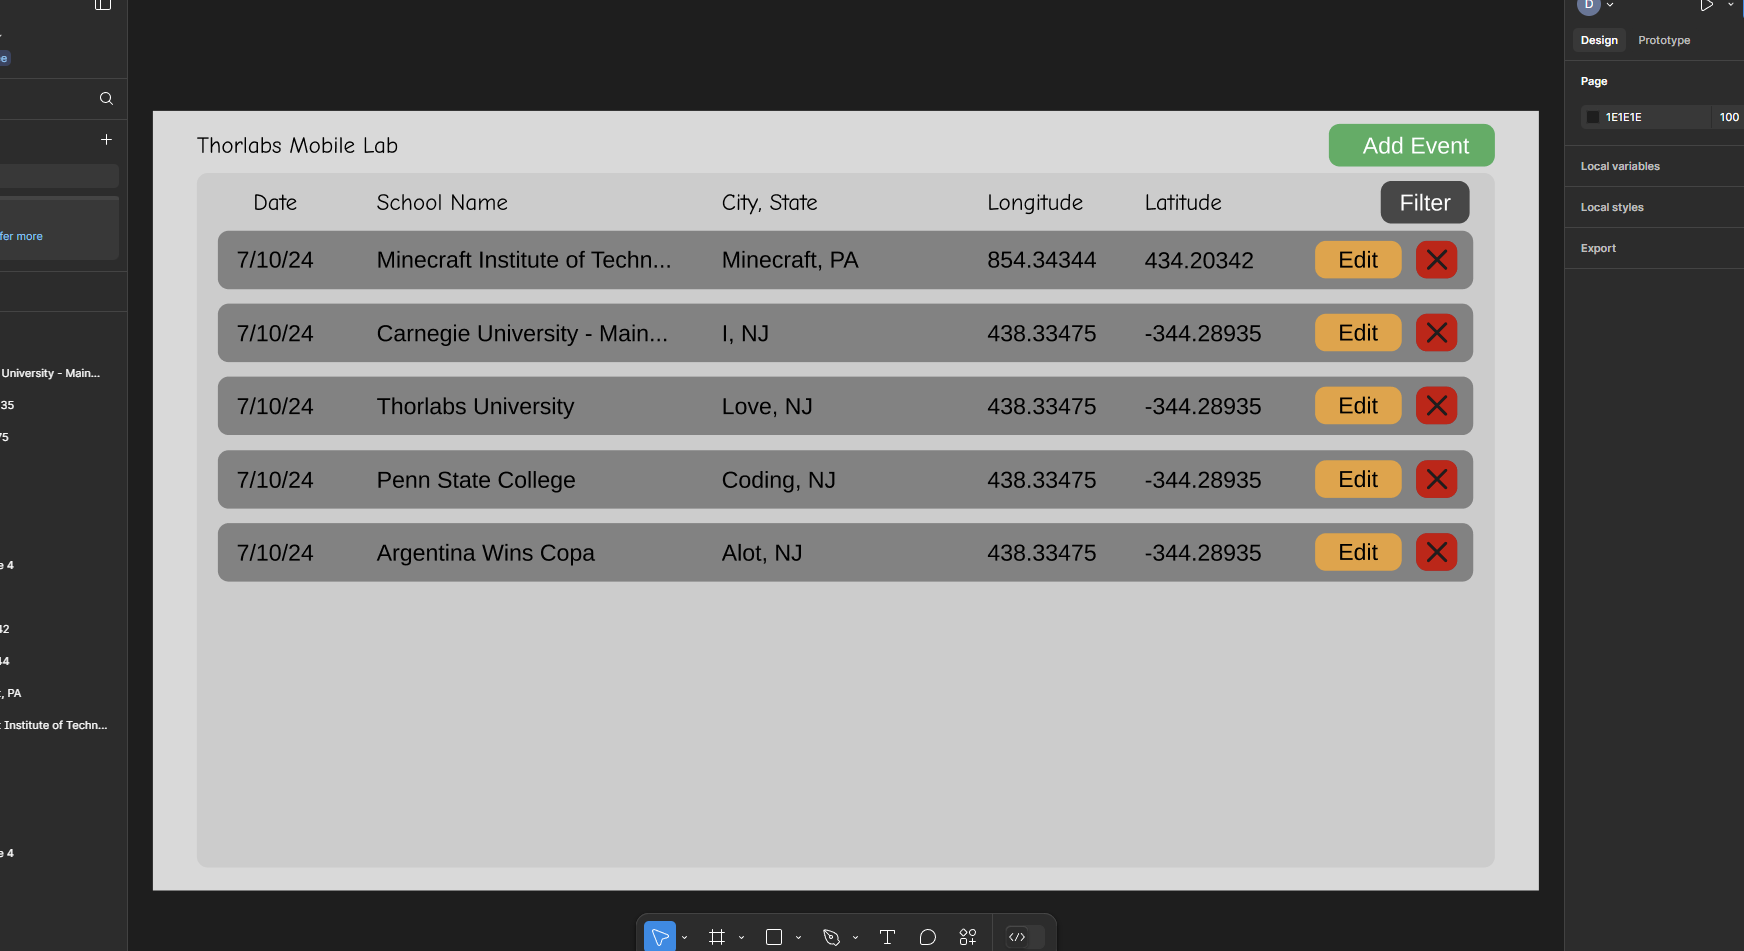 D
Design Prototype
Page
1E1E1E 100
Local variables
Local styles
Export
fer more
University - Main...
35
75
e 4
42
44
, PA
Institute of Techn...
e 4
Thorlabs Mobile Lab
Add Event
Date School Name City, State Longitude Latitude Filter
7/10/24 Minecraft Institute of Techn... Minecraft, PA 854.34344 434.20342 Edit
7/10/24 Carnegie University - Main... I, NJ 438.33475 -344.28935 Edit
7/10/24 Thorlabs University Love, NJ 438.33475 -344.28935 Edit
7/10/24 Penn State College Coding, NJ 438.33475 -344.28935 Edit
7/10/24 Argentina Wins Copa Alot, NJ 438.33475 -344.28935 Edit